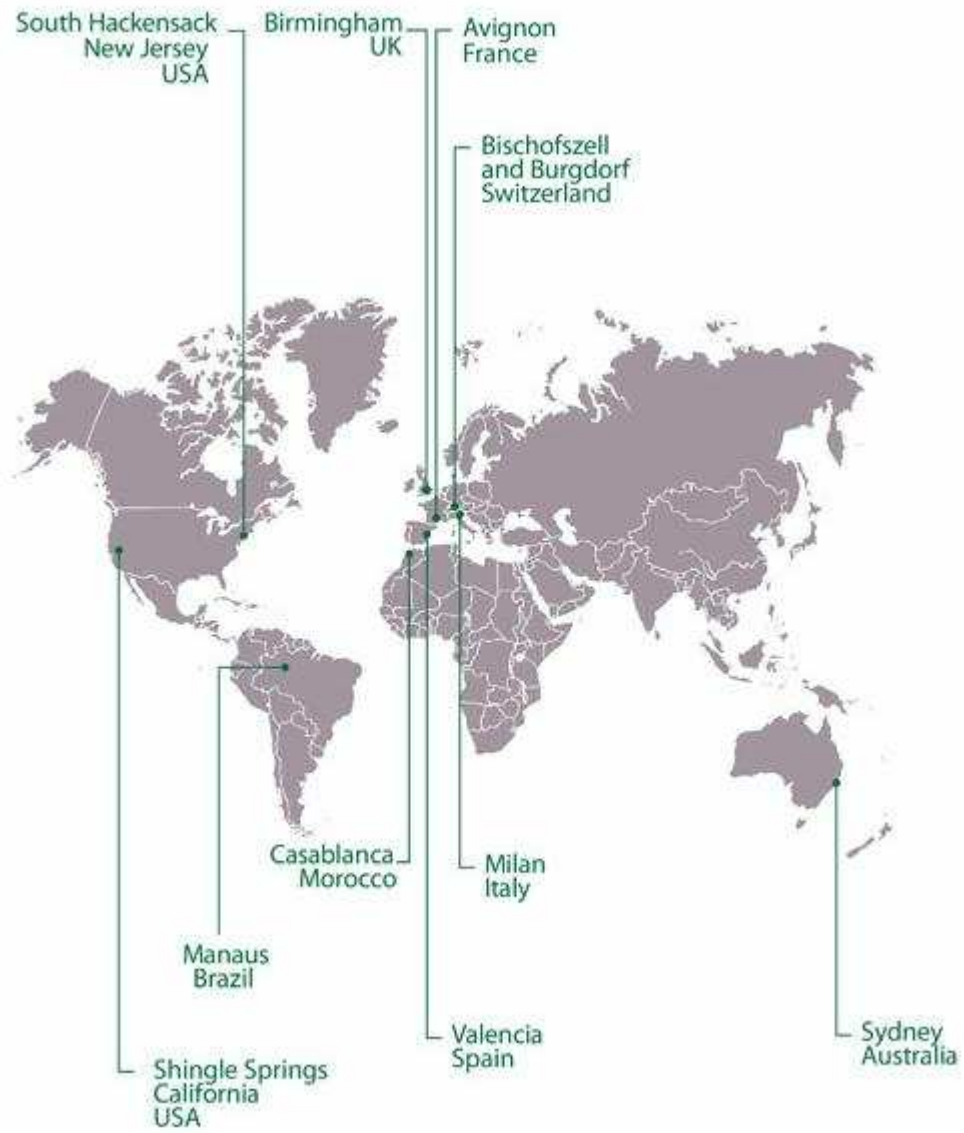 South Hackensack
New Jersey
USA
Birmingham
UK
Avignon
France
Bischofszell
and Burgdorf
Switzerland
Casablanca
Morocco
Milan
Italy
Manaus
Brazil
Valencia
Spain
Sydney
Australia
Shingle Springs
California
USA